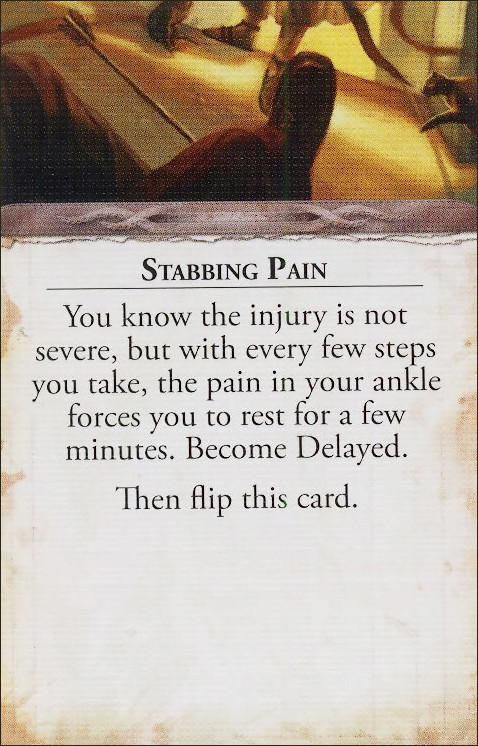 Stabbing Pain
You know the injury is not
severe, but with every few steps
you take, the pain in your ankle
forces you to rest for a few
minutes. Become Delayed.
Then flip this card.